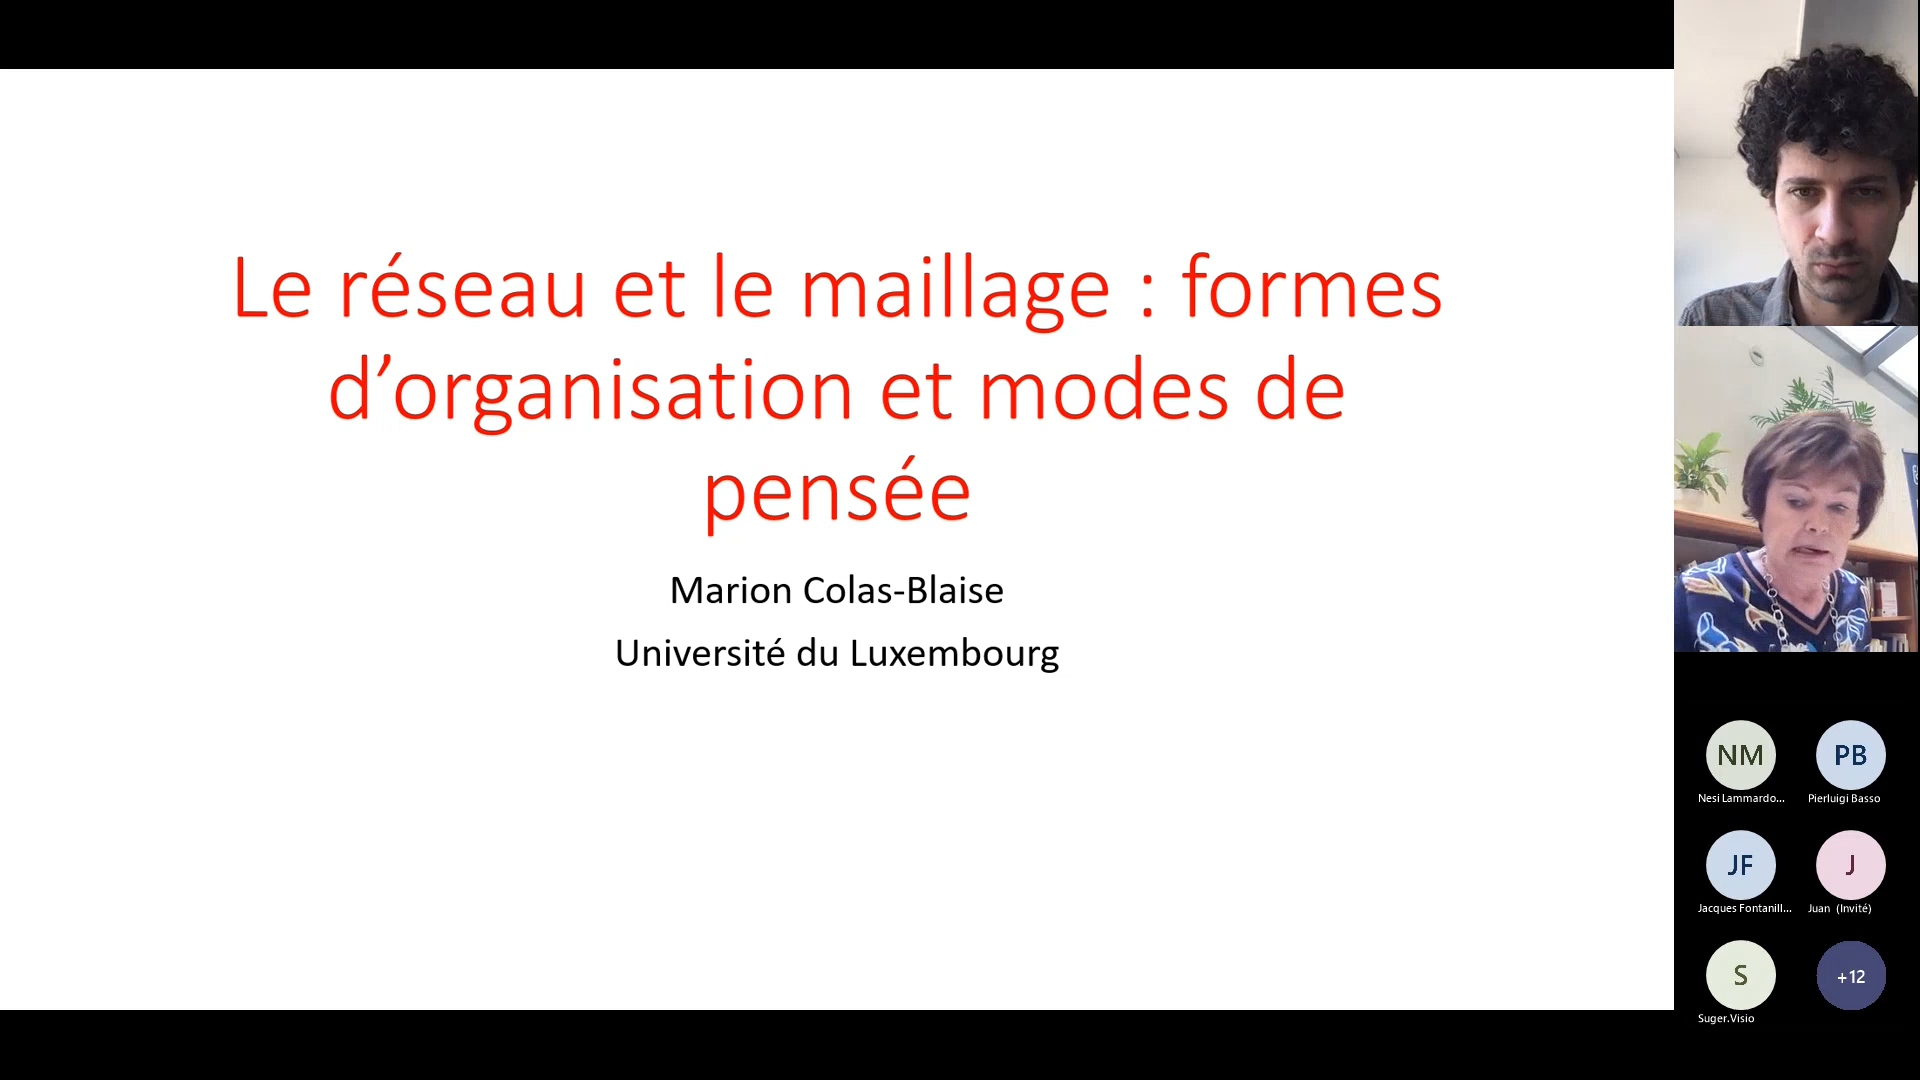 Le réseau et le maillage : formes
d’organisation et modes de
pensée
Marion Colas-Blaise
Université du Luxembourg
NM
PB
Nesi Lammardo...
Pierluigi Basso
JF
J
Jacques Fontanill...
Juan (Invité)
S
+12
Suger.Visio